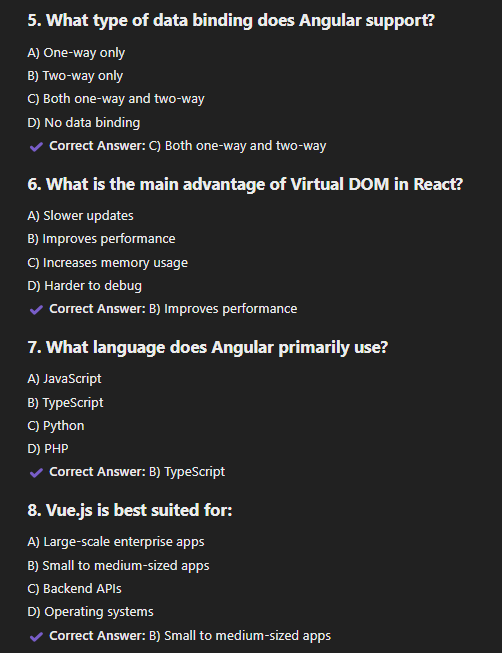 5. What type of data binding does Angular support?
A) One-way only
B) Two-way only
C) Both one-way and two-way
D) No data binding
✔ Correct Answer: C) Both one-way and two-way
6. What is the main advantage of Virtual DOM in React?
A) Slower updates
B) Improves performance
C) Increases memory usage
D) Harder to debug
✔ Correct Answer: B) Improves performance
7. What language does Angular primarily use?
A) JavaScript
B) TypeScript
C) Python
D) PHP
✔ Correct Answer: B) TypeScript
8. Vue.js is best suited for:
A) Large-scale enterprise apps
B) Small to medium-sized apps
C) Backend APIs
D) Operating systems
✔ Correct Answer: B) Small to medium-sized apps